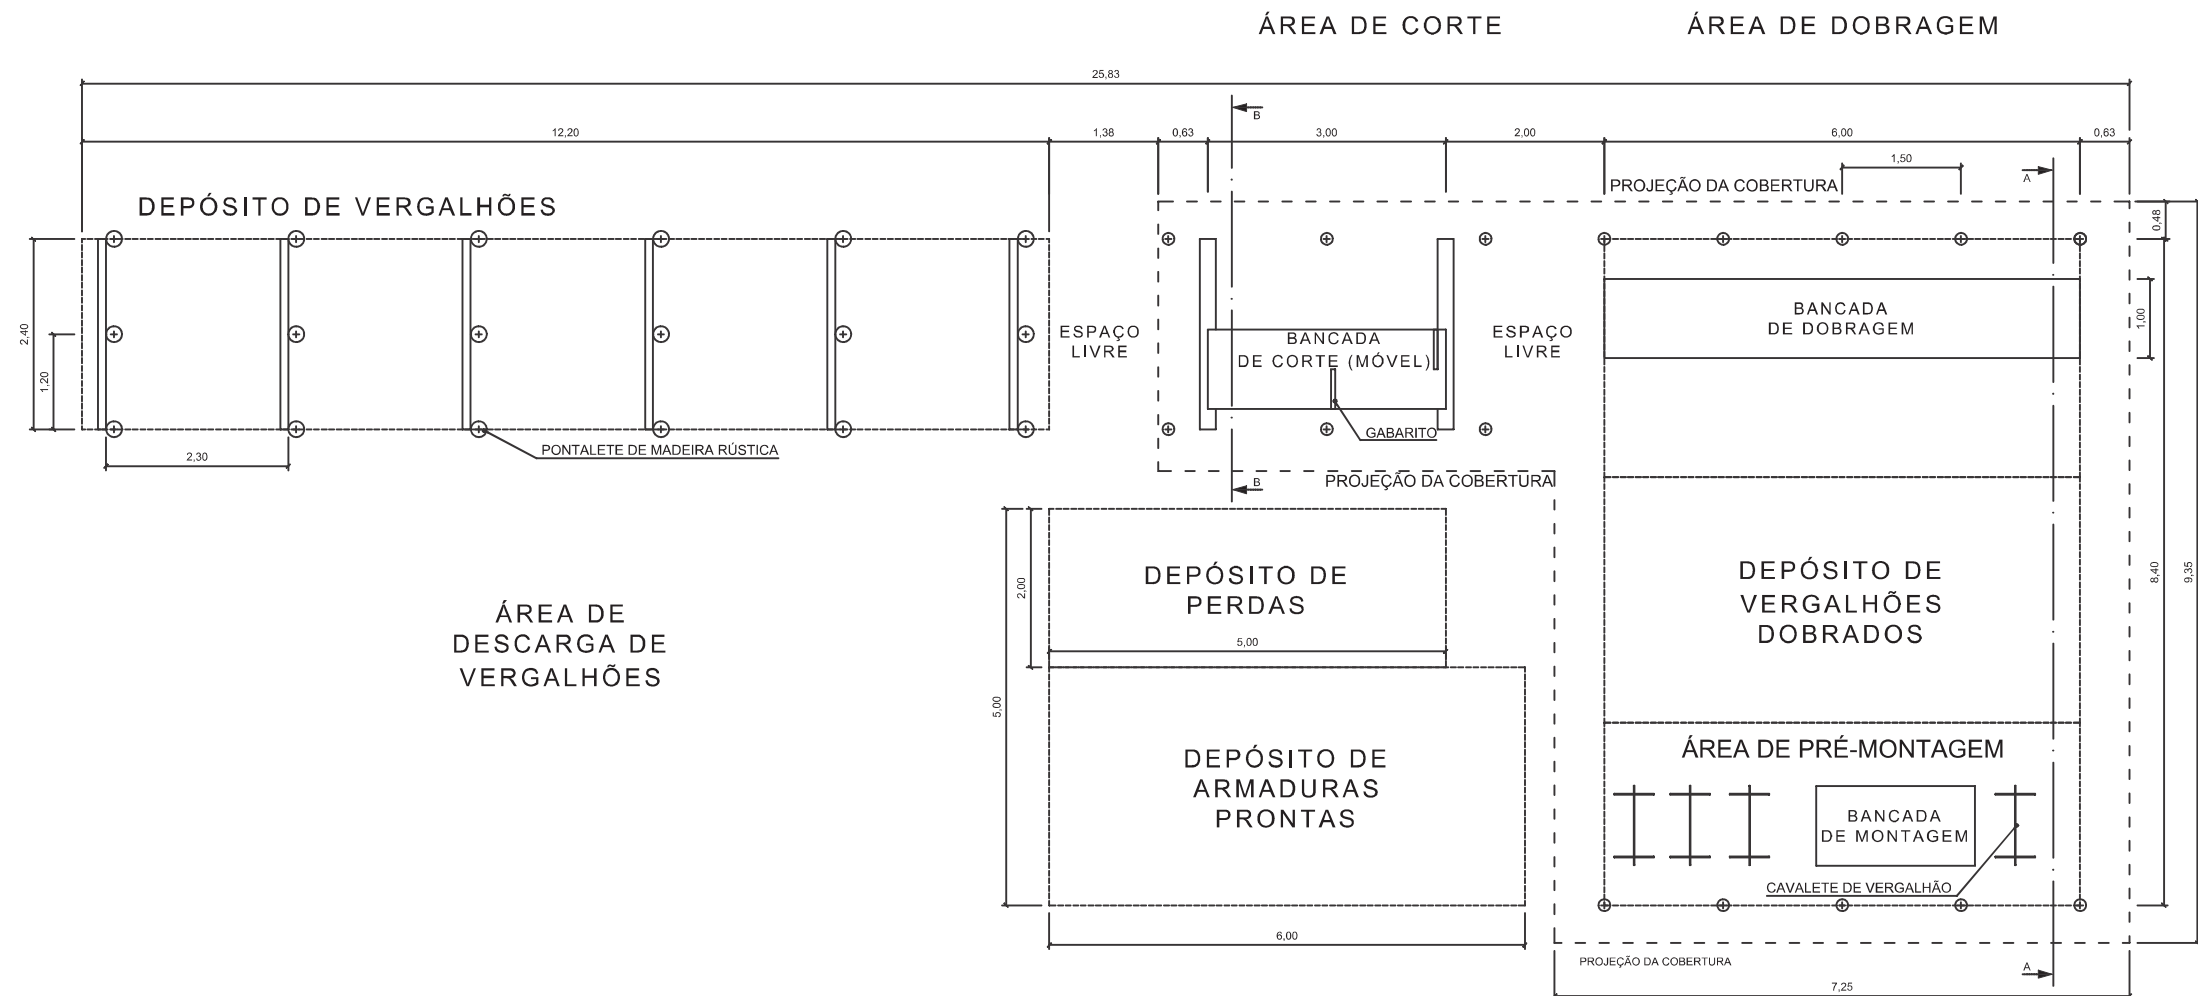 ÁREA DE CORTE
ÁREA DE DOBRAGEM
25,83
B
12,20
1,38
0,63
3,00
2,00
6,00
0,63
1,50
A
PROJEÇÃO DA COBERTURA
DEPÓSITO DE VERGALHÕES
0,48
2,40
1,20
ESPAÇO
LIVRE
BANCADA
DE CORTE (MÓVEL)
ESPAÇO
LIVRE
BANCADA
DE DOBRAGEM
1,00
GABARITO
PONTALETE DE MADEIRA RÚSTICA
2,30
PROJEÇÃO DA COBERTURA
B
DEPÓSITO DE
PERDAS
2,00
5,00
5,00
DEPÓSITO DE
VERGALHÕES
DOBRADOS
8,40
9,35
ÁREA DE
DESCARGA DE
VERGALHÕES
DEPÓSITO DE
ARMADURAS
PRONTAS
6,00
ÁREA DE PRÉ-MONTAGEM
BANCADA
DE MONTAGEM
CAVALETE DE VERGALHÃO
PROJEÇÃO DA COBERTURA
A
7,25